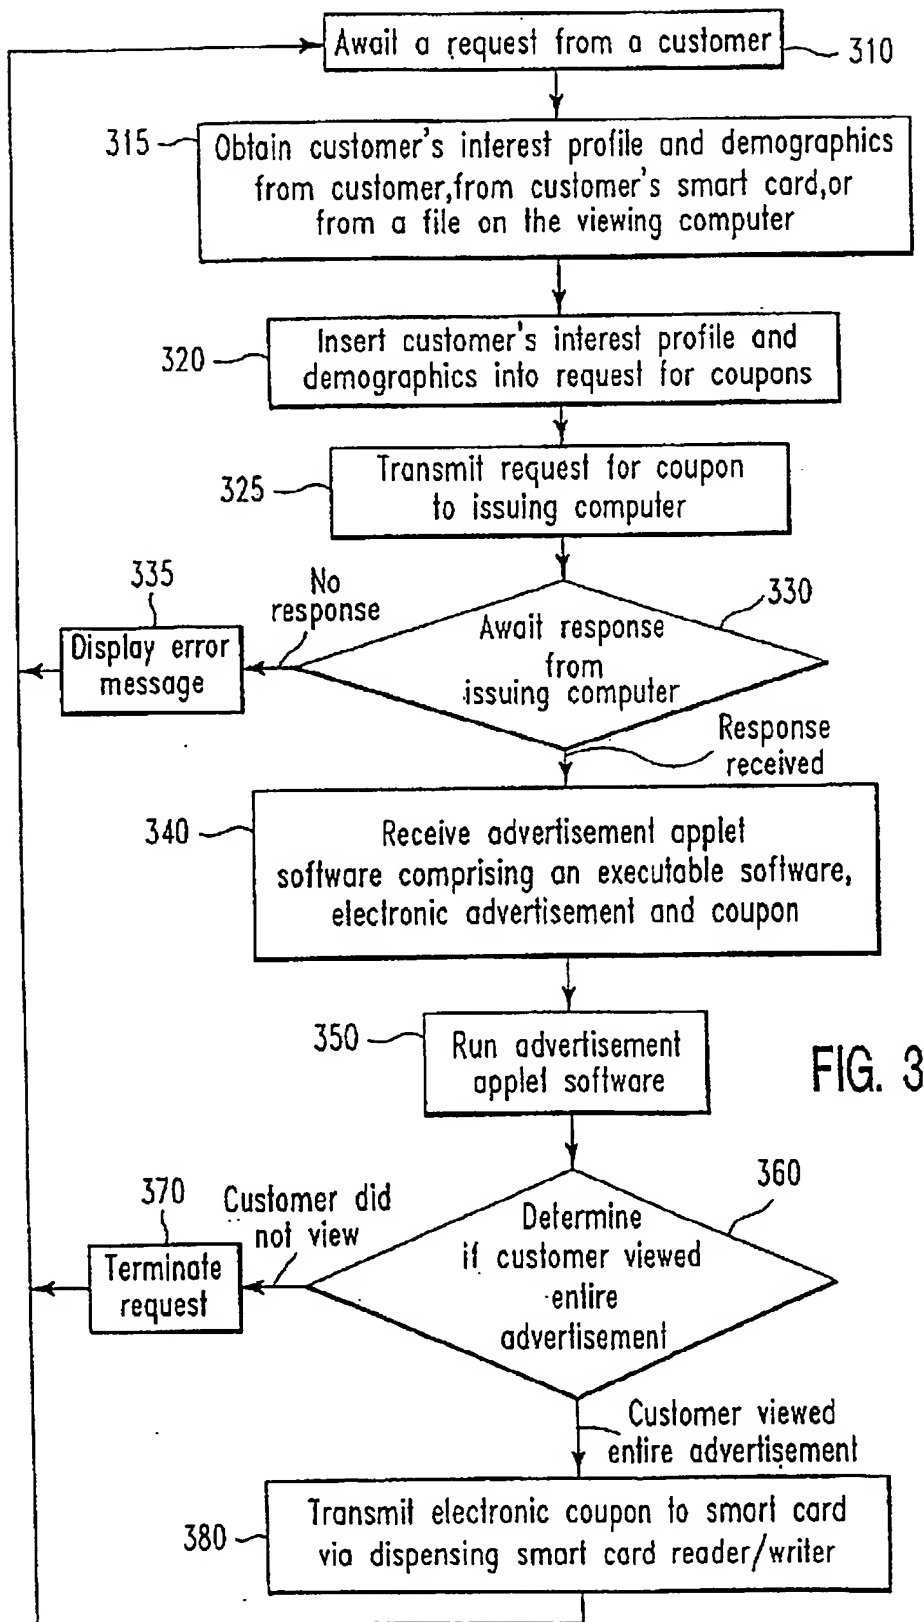 Await a request from a customer
310
315
Obtain customer's interest profile and demographics
from customer,from customer's smart card,or
from a file on the viewing computer
320
Insert customer's interest profile and
demographics into request for coupons
325
Transmit request for coupon
to issuing computer
335
No
response
330
Display error
message
Await response
from
issuing computer
Response
received
340
Receive advertisement applet
software comprising an executable software,
electronic advertisement and coupon
350
Run advertisement
applet software
FIG. 3
370
Customer did
not view
360
Terminate
request
Determine
if customer viewed
entire
advertisement
Customer viewed
entire advertisement
380
Transmit electronic coupon to smart card
via dispensing smart card reader/writer